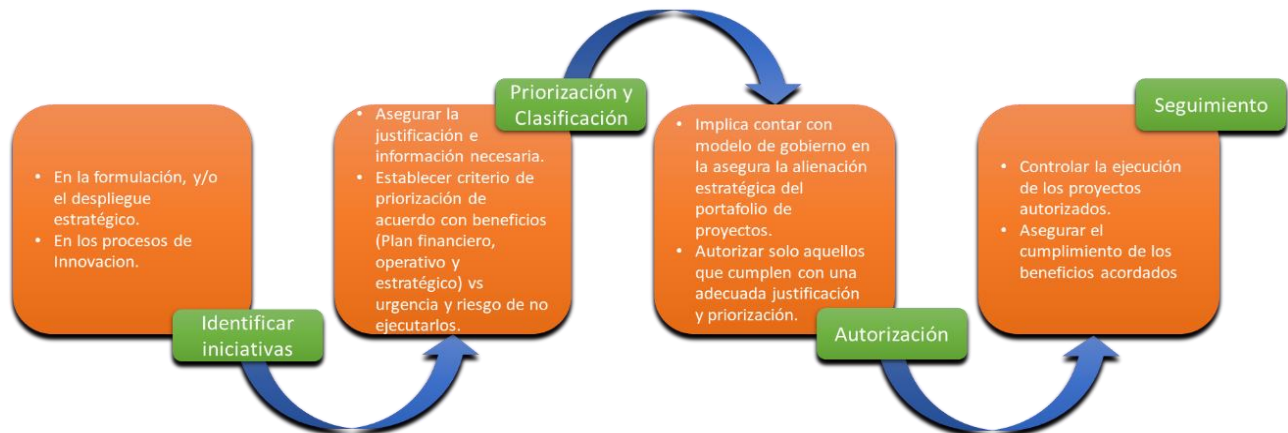 • En la formulación, y/o
el despliegue
estratégico.
• En los procesos de
Innovacion.
Identificar
iniciativas
Priorización y
Clasificación
• Asegurar la
justificación e
información necesaria.
• Establecer criterio de
priorización de
acuerdo con beneficios
(Plan financiero,
operativo y
estratégico) vs
urgencia y riesgo de no
ejecutarlos.
• Implica contar con
modelo de gobierno en
la asegura la alienación
estratégica del
portafolio de
proyectos.
• Autorizar solo aquellos
que cumplen con una
adecuada justificación
y priorización.
Autorización
Seguimiento
• Controlar la ejecución
de los proyectos
autorizados.
• Asegurar el
cumplimiento de los
beneficios acordados